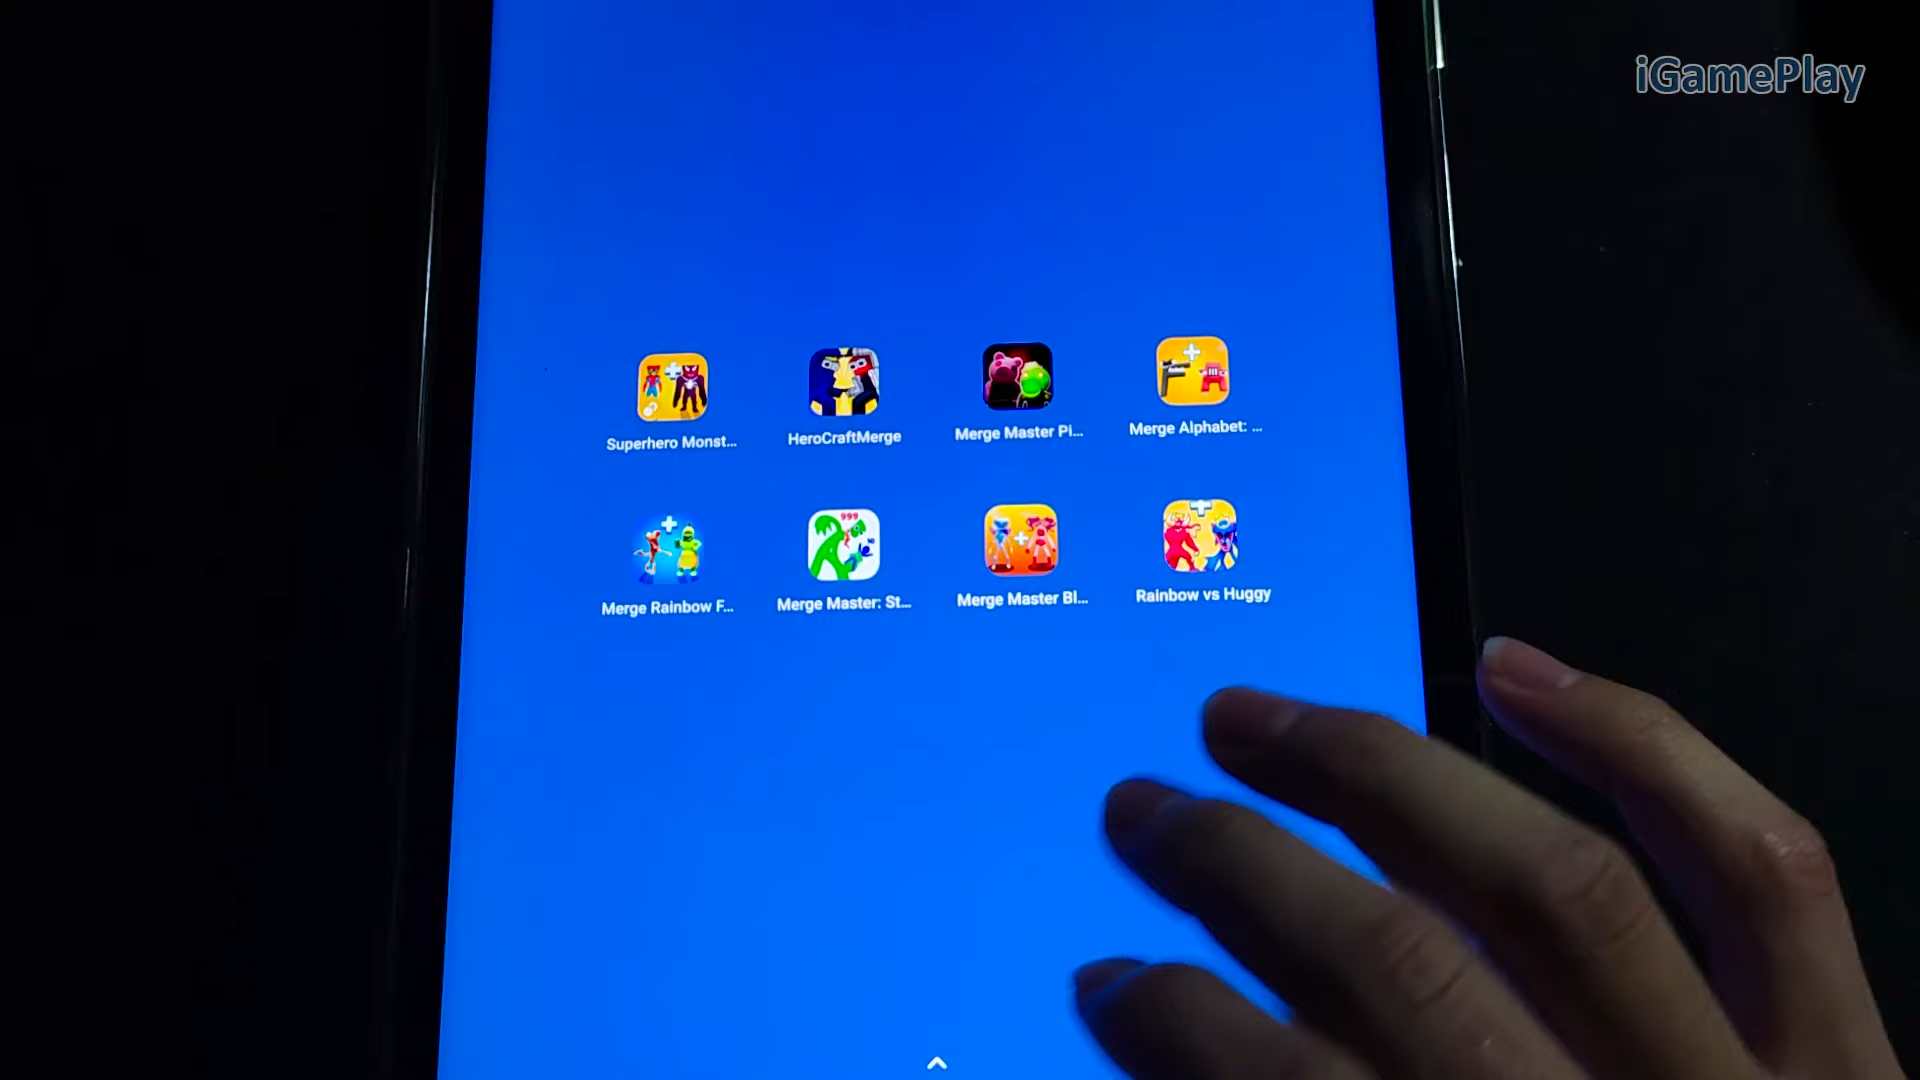 iGamePlay
Superhero Monst...
HeroCraftMerge
Merge Master Pi...
Merge Alphabet: ...
Merge Rainbow F...
Merge Master: St...
Merge Master Bl...
Rainbow vs Huggy
999